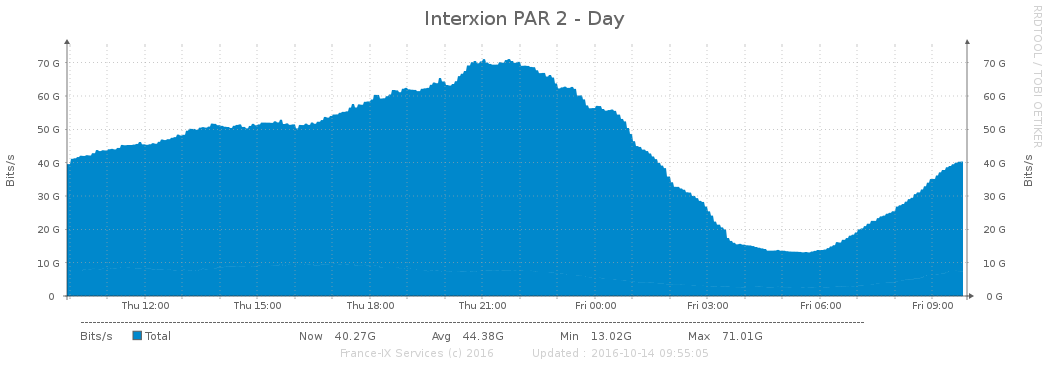 Interxion PAR 2 - Day
RRDTOOL / TOBI OETIKER
Bits/s
Bits/s
70 G 70 G
60 G 60 G
50 G 50 G
40 G 40 G
30 G 30 G
20 G 20 G
10 G 10 G
0 0 G
Thu 12:00 Thu 15:00 Thu 18:00 Thu 21:00 Fri 00:00 Fri 03:00 Fri 06:00 Fri 09:00
Bits/s Total Now 40.27G Avg 44.38G Min 13.02G Max 71.01G
France-IX Services (c) 2016 Updated : 2016-10-14 09:55:05